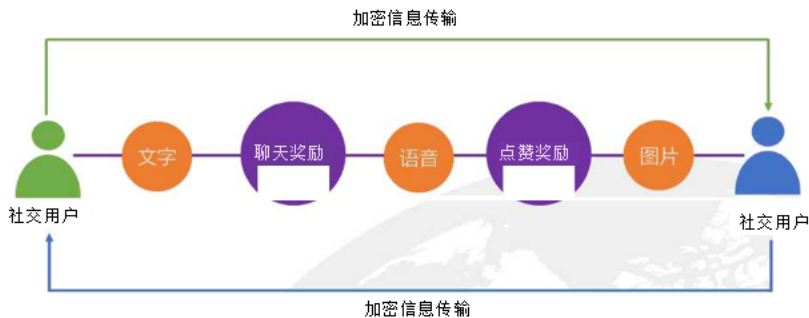 加密信息传输
文字
聊天奖励
语音
点赞奖励
图片
社交用户
社交用户
加密信息传输